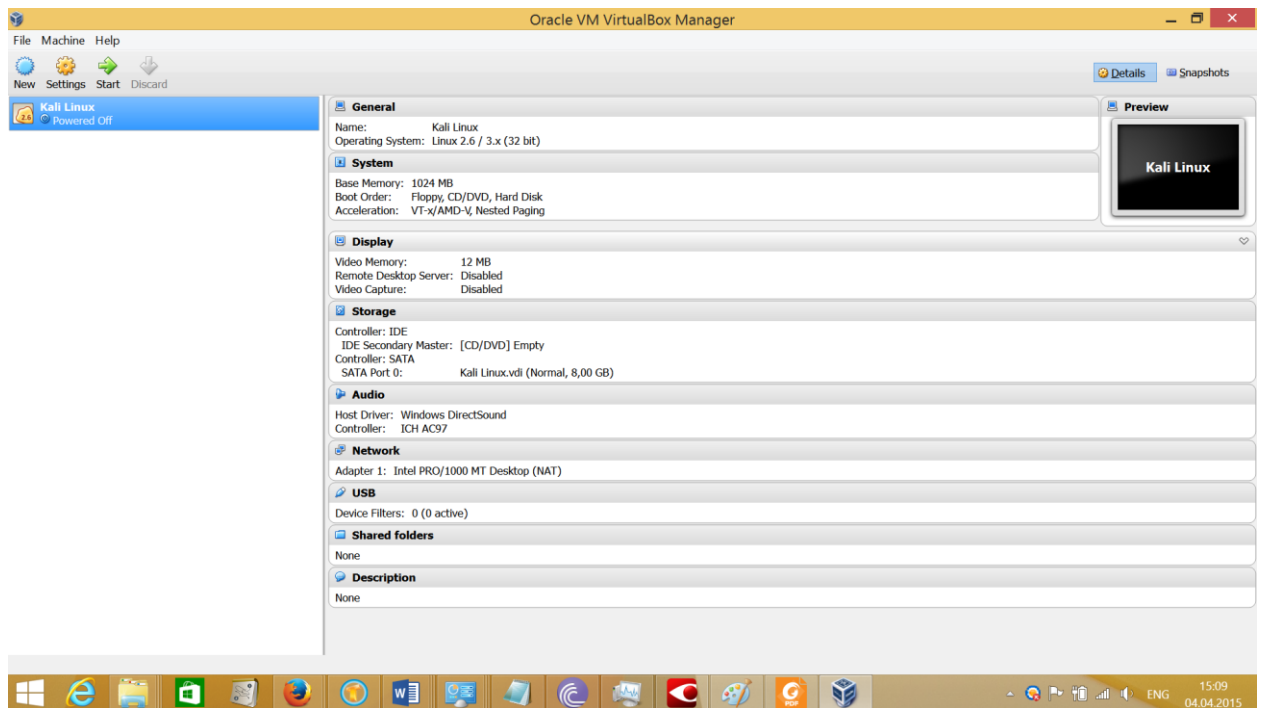 Oracle VM VirtualBox Manager
File Machine Help
New Settings Start Discard
Details Snapshots
Kali Linux
Powered Off
2.6
General
Name: Kali Linux
Operating System: Linux 2.6 / 3.x (32 bit)
System
Base Memory: 1024 MB
Boot Order: Floppy, CD/DVD, Hard Disk
Acceleration: VT-x/AMD-V, Nested Paging
Preview
Kali Linux
Display
Video Memory: 12 MB
Remote Desktop Server: Disabled
Video Capture: Disabled
Storage
Controller: IDE
IDE Secondary Master: [CD/DVD] Empty
Controller: SATA
SATA Port 0: Kali Linux.vdi (Normal, 8,00 GB)
Audio
Host Driver: Windows DirectSound
Controller: ICH AC97
Network
Adapter 1: Intel PRO/1000 MT Desktop (NAT)
USB
Device Filters: 0 (0 active)
Shared folders
None
Description
None
ENG
15:09
04.04.2015